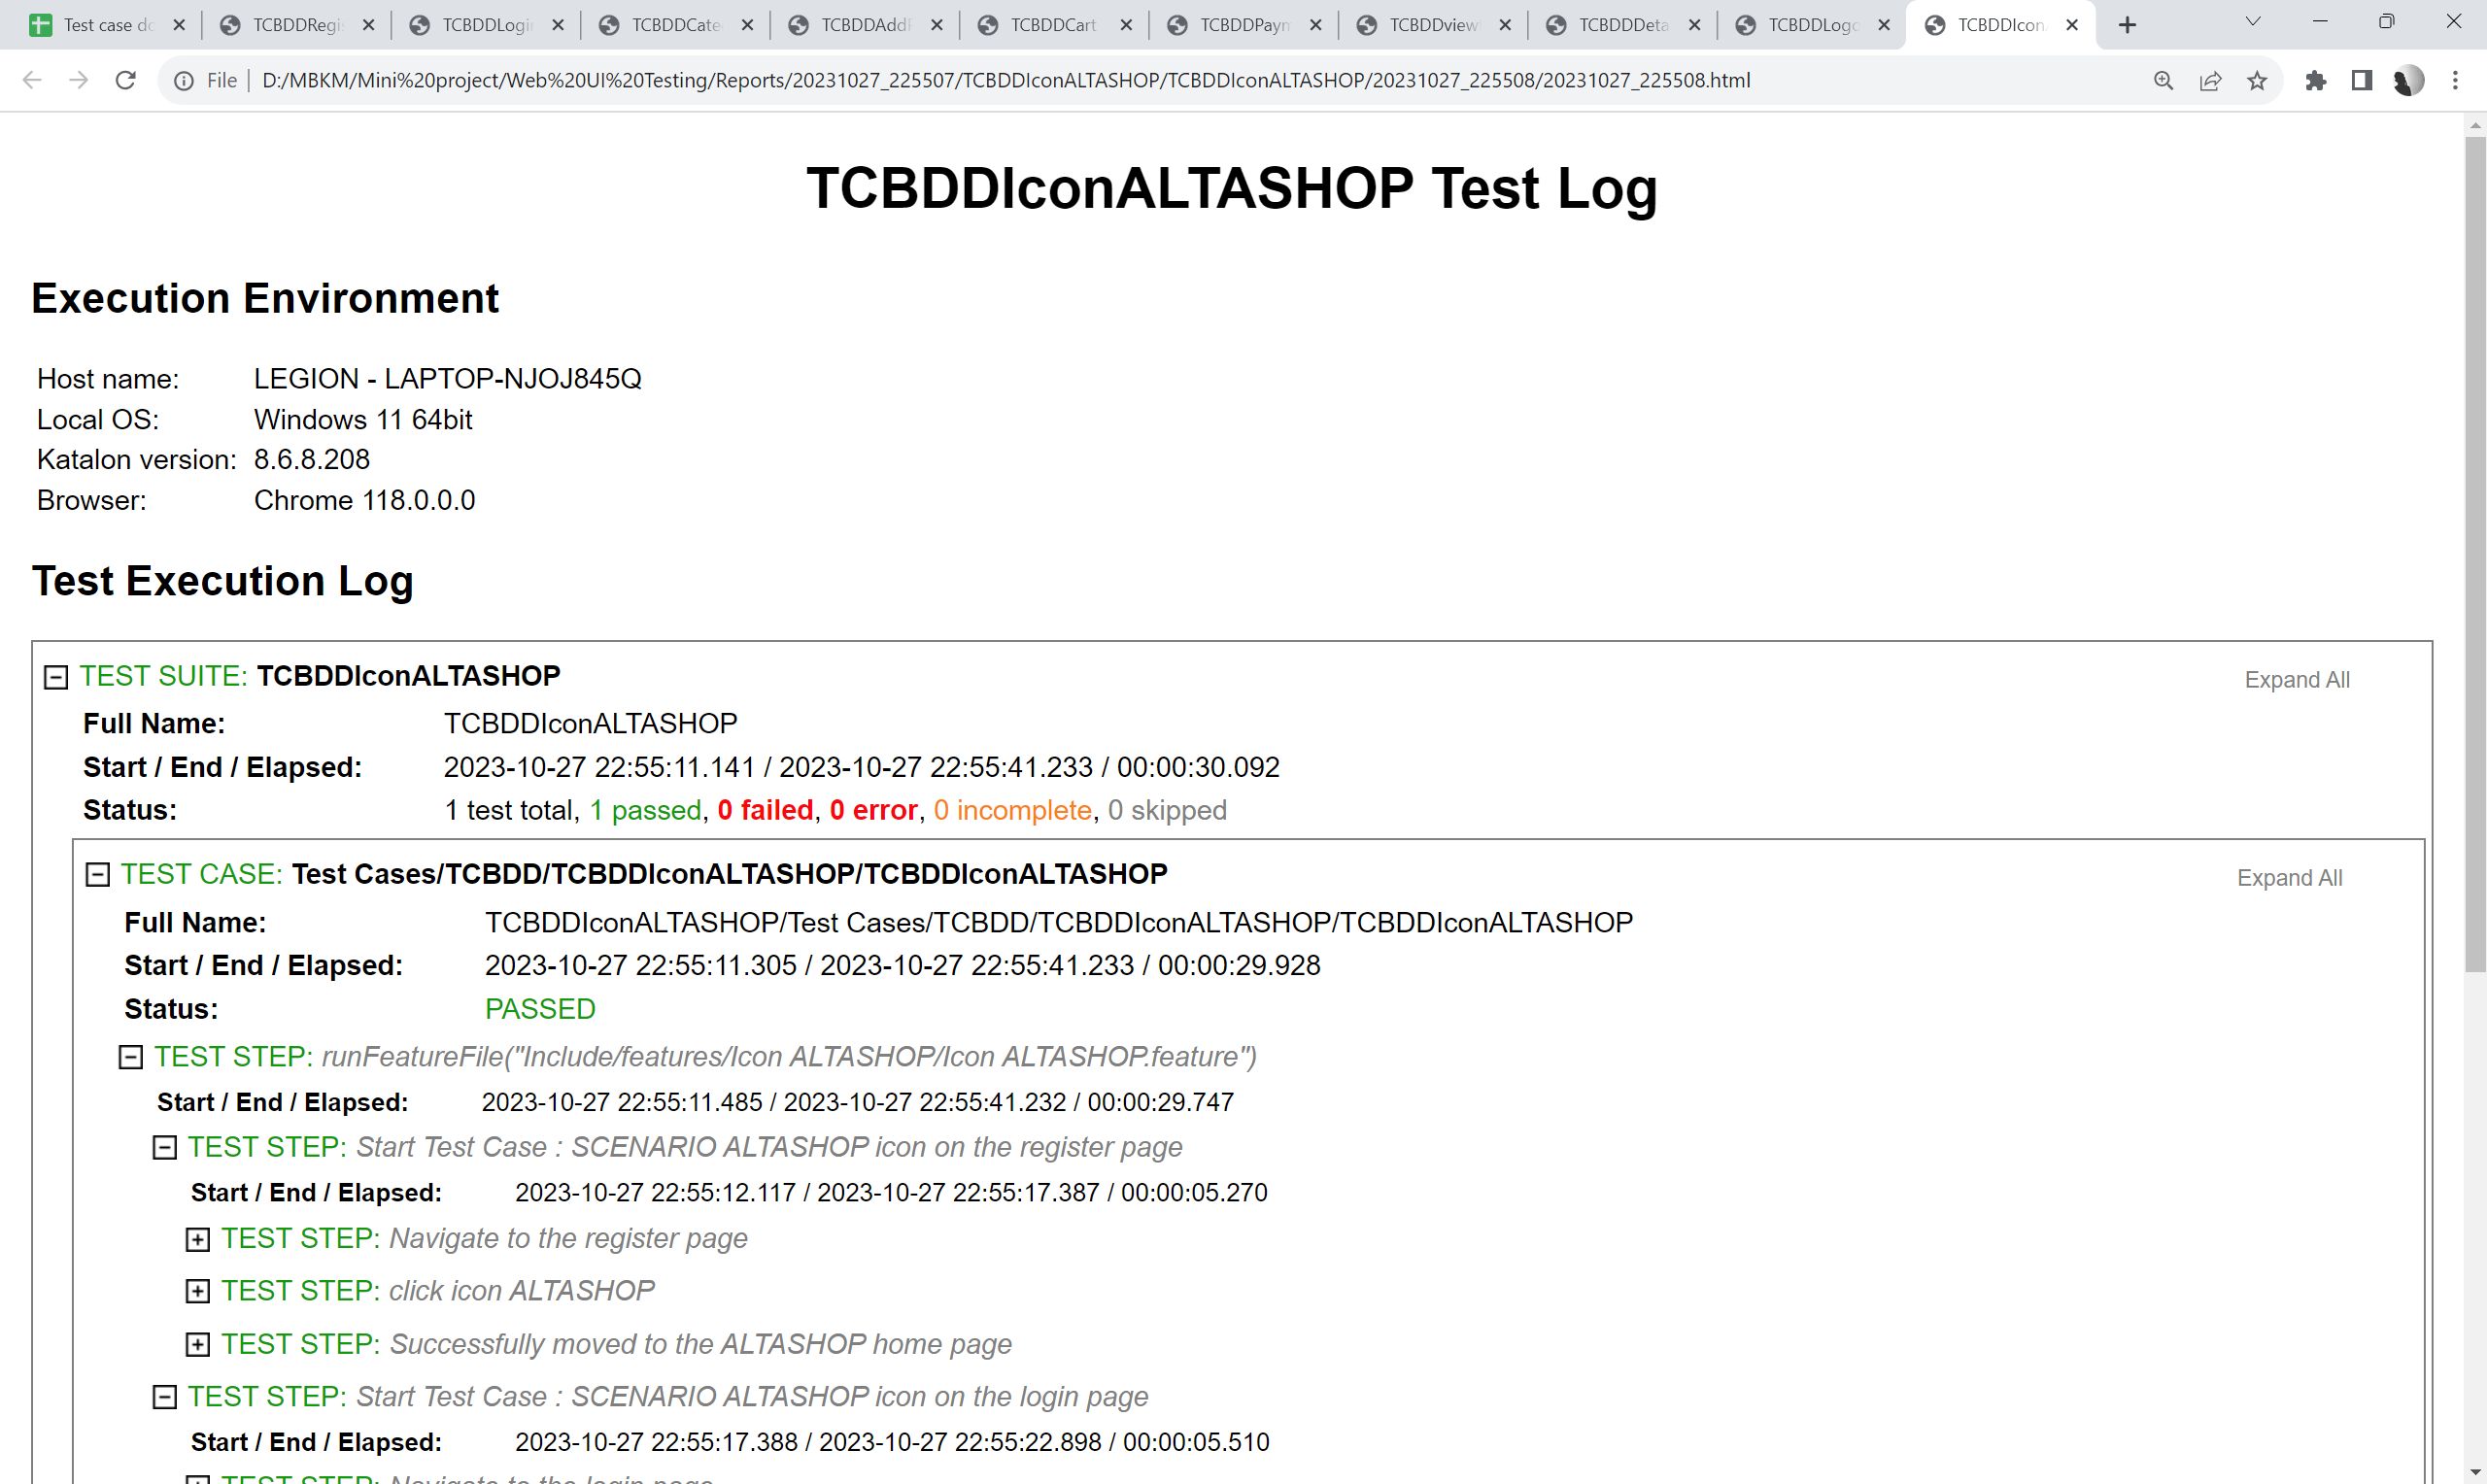 Test case do
TCBDDRegi
TCBDDLogi
TCBDDCate
TCBDDAdd
TCBDDCart
TCBDDPaym
TCBDDview
TCBDDDeta
TCBDDLogo
TCBDDIcon
File
D:/MBKM/Mini%20project/Web%20UI%20Testing/Reports/20231027_225507/TCBDDIconALTASHOP/TCBDDIconALTASHOP/20231027_225508/20231027_225508.html
TCBDDIconALTASHOP Test Log
Execution Environment
Host name: LEGION - LAPTOP-NJOJ845Q
Local OS: Windows 11 64bit
Katalon version: 8.6.8.208
Browser: Chrome 118.0.0.0
Test Execution Log
TEST SUITE: TCBDDIconALTASHOP Expand All
Full Name: TCBDDIconALTASHOP
Start / End / Elapsed: 2023-10-27 22:55:11.141 / 2023-10-27 22:55:41.233 / 00:00:30.092
Status: 1 test total, 1 passed, 0 failed, 0 error, 0 incomplete, 0 skipped
TEST CASE: Test Cases/TCBDD/TCBDDIconALTASHOP/TCBDDIconALTASHOP Expand All
Full Name: TCBDDIconALTASHOP/Test Cases/TCBDD/TCBDDIconALTASHOP/TCBDDIconALTASHOP
Start / End / Elapsed: 2023-10-27 22:55:11.305 / 2023-10-27 22:55:41.233 / 00:00:29.928
Status: PASSED
TEST STEP: runFeatureFile("Include/features/Icon ALTASHOP/Icon ALTASHOP.feature")
Start / End / Elapsed: 2023-10-27 22:55:11.485 / 2023-10-27 22:55:41.232 / 00:00:29.747
TEST STEP: Start Test Case : SCENARIO ALTASHOP icon on the register page
Start / End / Elapsed: 2023-10-27 22:55:12.117 / 2023-10-27 22:55:17.387 / 00:00:05.270
TEST STEP: Navigate to the register page
TEST STEP: click icon ALTASHOP
TEST STEP: Successfully moved to the ALTASHOP home page
TEST STEP: Start Test Case : SCENARIO ALTASHOP icon on the login page
Start / End / Elapsed: 2023-10-27 22:55:17.388 / 2023-10-27 22:55:22.898 / 00:00:05.510
TEST STEP: Navigate to the login page